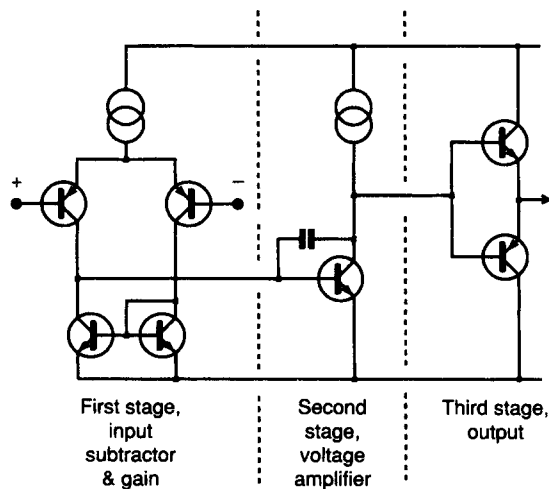 +
−
First stage,
input
subtractor
& gain
Second
stage,
voltage
amplifier
Third stage,
output